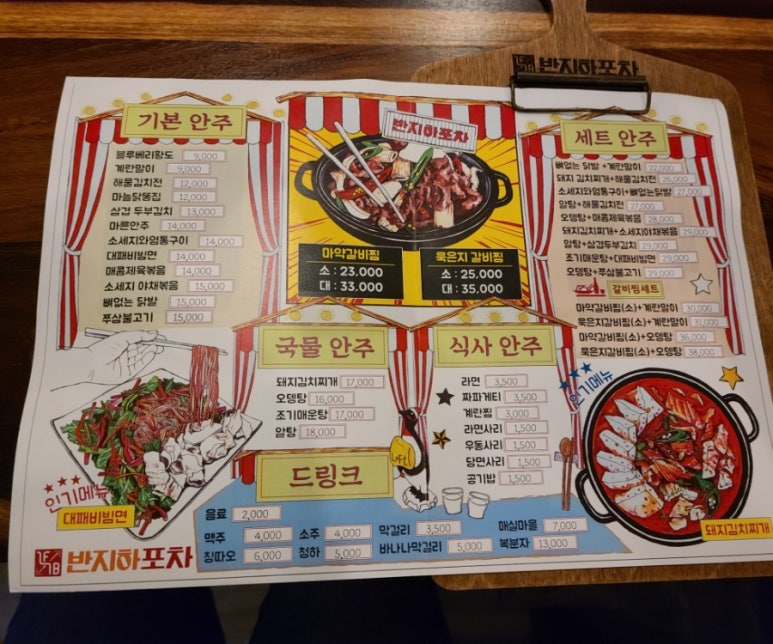 반지하포차
기본 안주
블루베리황도 9,000
계란말이 9,000
해물김치전 12,000
마늘닭똥집 12,000
삼겹 두부김치 13,000
마른안주 14,000
소세지와염통구이 14,000
대패비빔면 14,000
매콤제육볶음 14,000
소세지 야채볶음 15,000
뼈없는 닭발 15,000
푸삼불고기 15,000
반지하포차
마약갈비찜
소 : 23.000
대 : 33.000
묵은지 갈비찜
소 : 25,000
대 : 35.000
세트 안주
뼈없는 닭발 +계란말이 22,000
돼지 김치찌개+해물김치전 26,000
소세지와염통구이+뼈없는닭발 27,000
알탕+해물김치전 27,000
오뎅탕+매콤제육볶음 28,000
돼지김치찌개+소세지야채볶음 29,000
알탕+삼겹두부김치 29,000
조기매운탕+대패비빔면 29,000
오뎅탕+푸삼불고기 29,000
갈비찜세트
마약갈비찜(소)+계란말이 30,000
묵은지갈비찜(소)+계란말이 31,000
마약갈비찜(소)+오뎅탕 36,000
묵은지갈비찜(소)+오뎅탕 38,000
국물 안주
돼지김치찌개 17,000
오뎅탕 16,000
조기매운탕 17,000
알탕 18,000
식사 안주
라면 3,500
짜파게티 3,500
계란찜 3,000
라면사리 1,500
우동사리 1,500
당면사리 1,500
공기밥 1,500
인기메뉴
대패비빔면
인기메뉴
돼지김치찌개
드링크
음료 2,000
맥주 4,000 소주 4,000 막걸리 3,500 매실마을 7,000
칭따오 6,000 청하 5,000 바나나막걸리 5,000 복분자 13,000
반지하포차